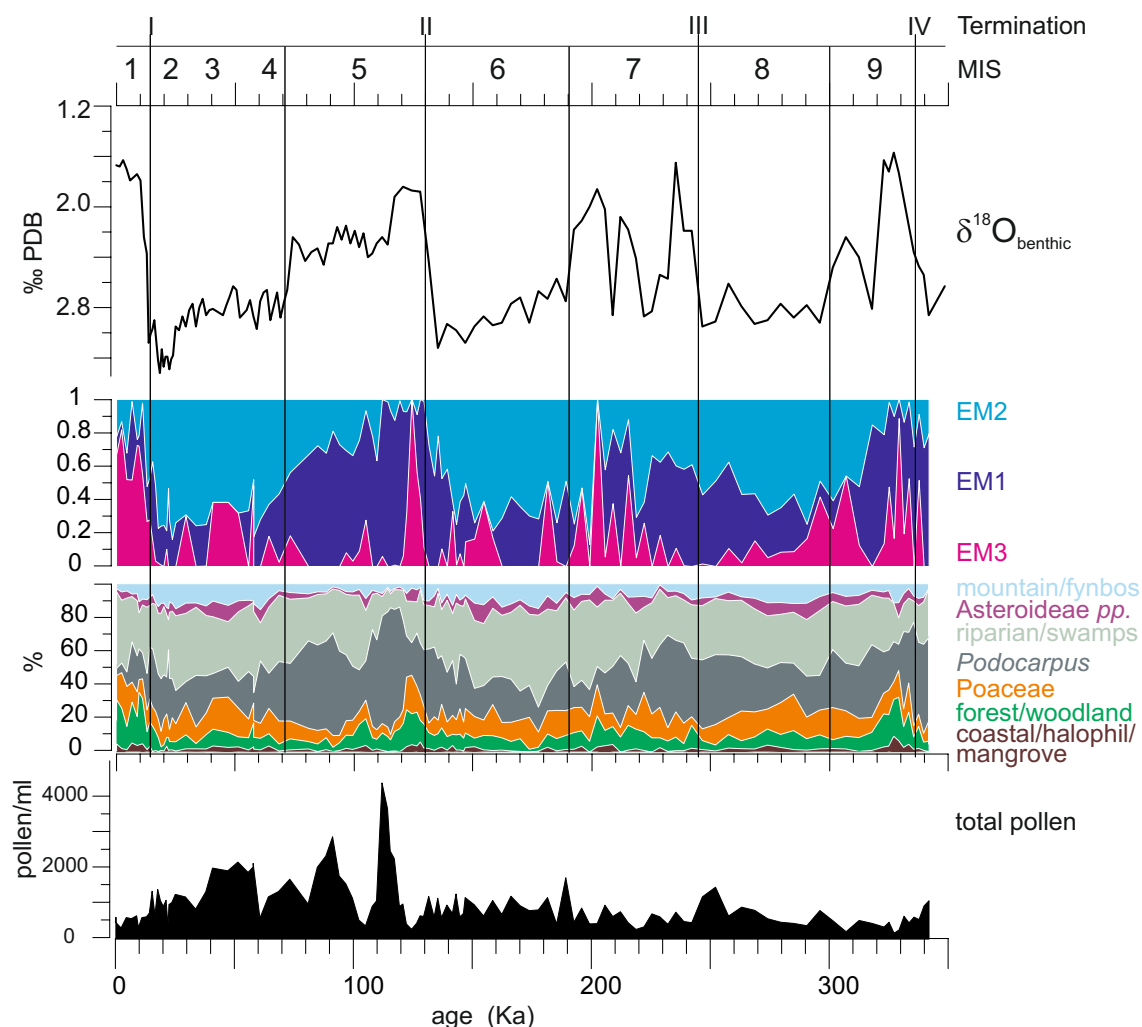 I II III IV Termination
1 2 3 4 5 6 7 8 9 MIS
1.2
2.0
2.8
‰ PDB
δ18Obenthic
1
0.8
0.6
0.4
0.2
0
EM2
EM1
EM3
80
60
40
20
0
%
mountain/fynbos
Asteroideae pp.
riparian/swamps
Podocarpus
Poaceae
forest/woodland
coastal/halophil/
mangrove
4000
2000
0
pollen/ml
total pollen
0 100 200 300
age (Ka)